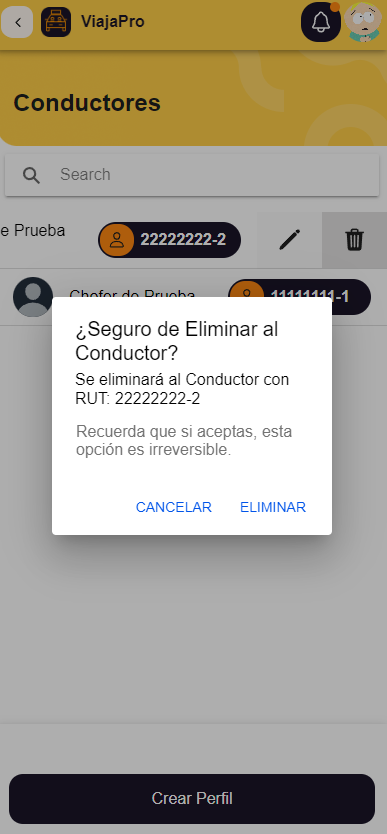 ViajaPro
Conductores
Search
e Prueba
22222222-2
Chofer de Prueba
11111111-1
¿Seguro de Eliminar al
Conductor?
Se eliminará al Conductor con
RUT: 22222222-2
Recuerda que si aceptas, esta
opción es irreversible.
CANCELAR ELIMINAR
Crear Perfil